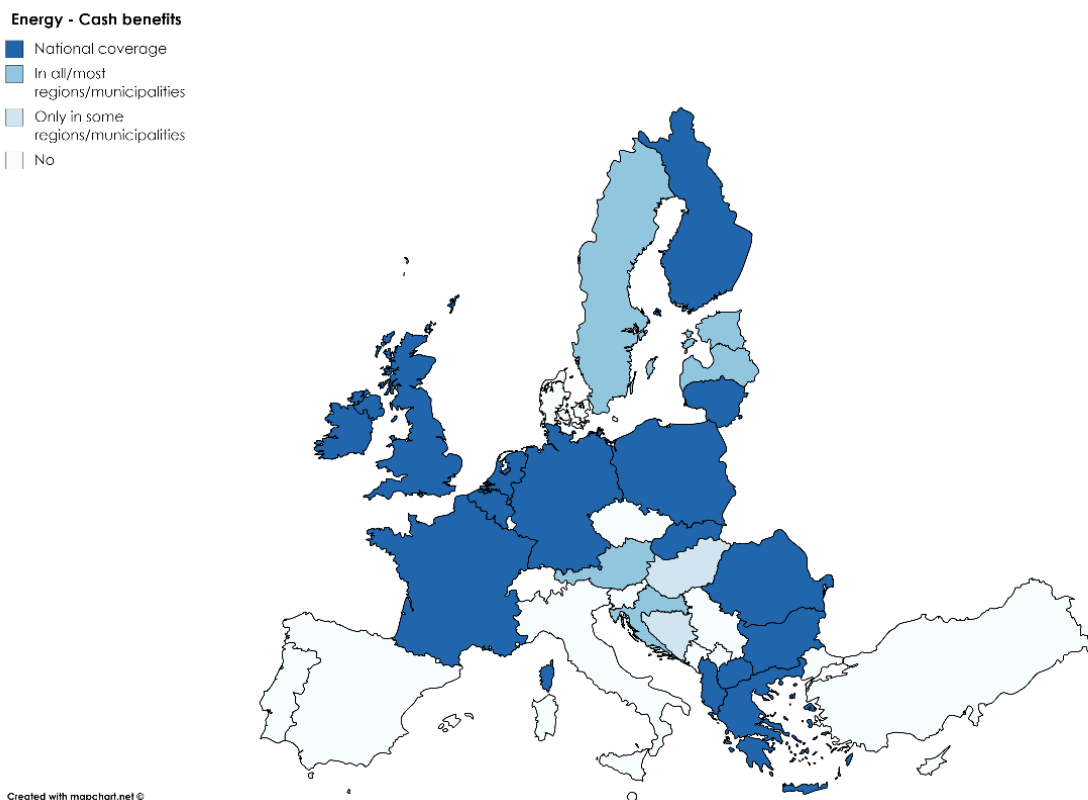 Energy - Cash benefits
National coverage
In all/most
regions/municipalities
Only in some
regions/municipalities
No
Created with mapchart.net ©